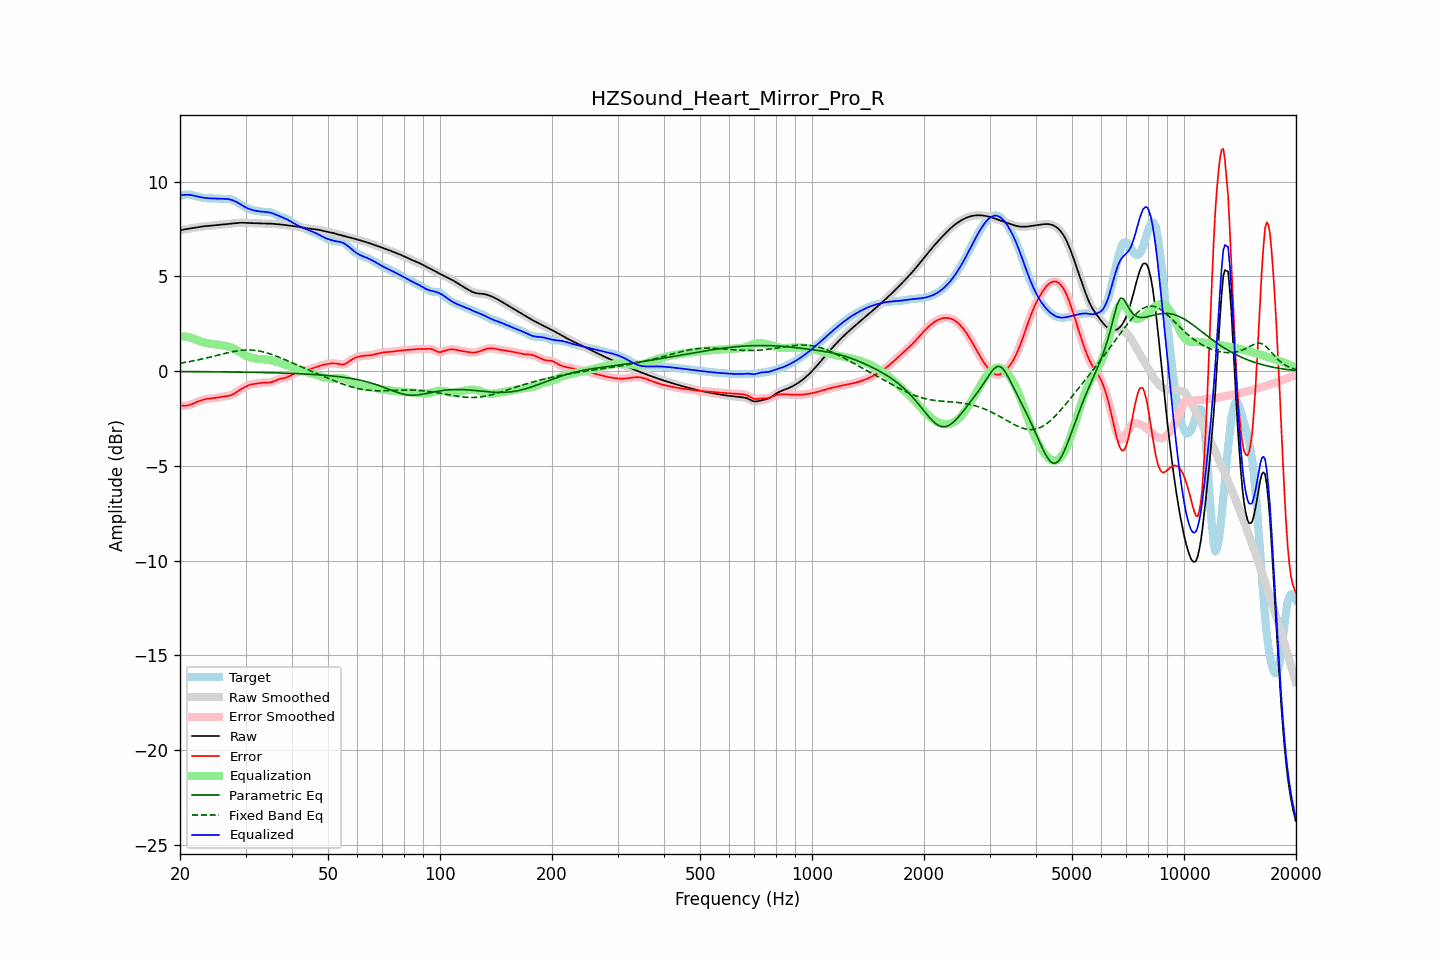 HZSound_Heart_Mirror_Pro_R
Amplitude (dBr)
10
5
0
−5
−10
−15
−20
−25
Target
Raw Smoothed
Error Smoothed
Raw
Error
Equalization
Parametric Eq
Fixed Band Eq
Equalized
20 50 100 200 500 1000 2000 5000 10000 20000
Frequency (Hz)